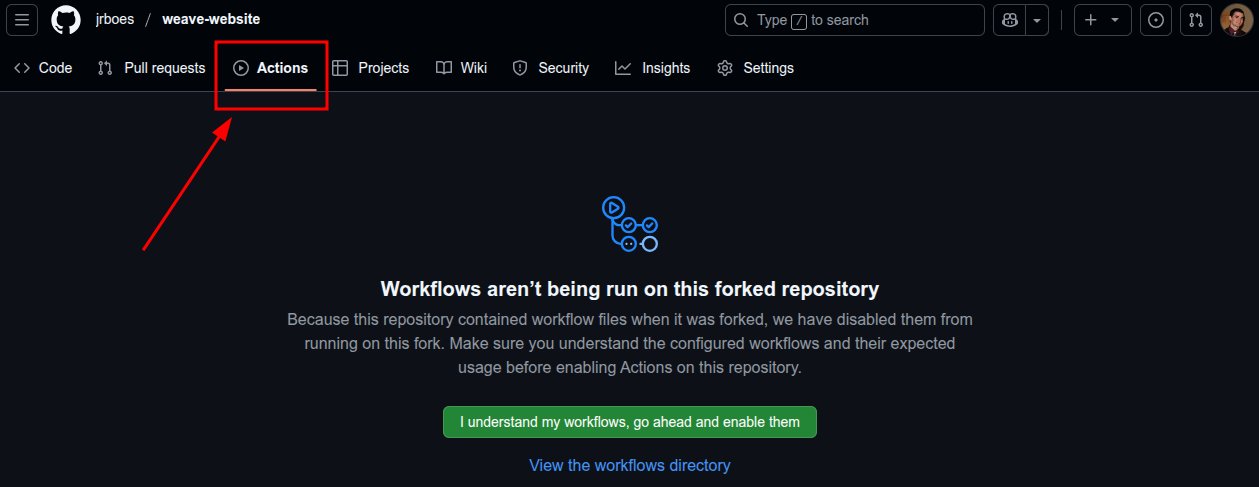 jrboes / weave-website
Type / to search
Code Pull requests Actions Projects Wiki Security Insights Settings
Workflows aren’t being run on this forked repository
Because this repository contained workflow files when it was forked, we have disabled them from
running on this fork. Make sure you understand the configured workflows and their expected
usage before enabling Actions on this repository.
I understand my workflows, go ahead and enable them
View the workflows directory